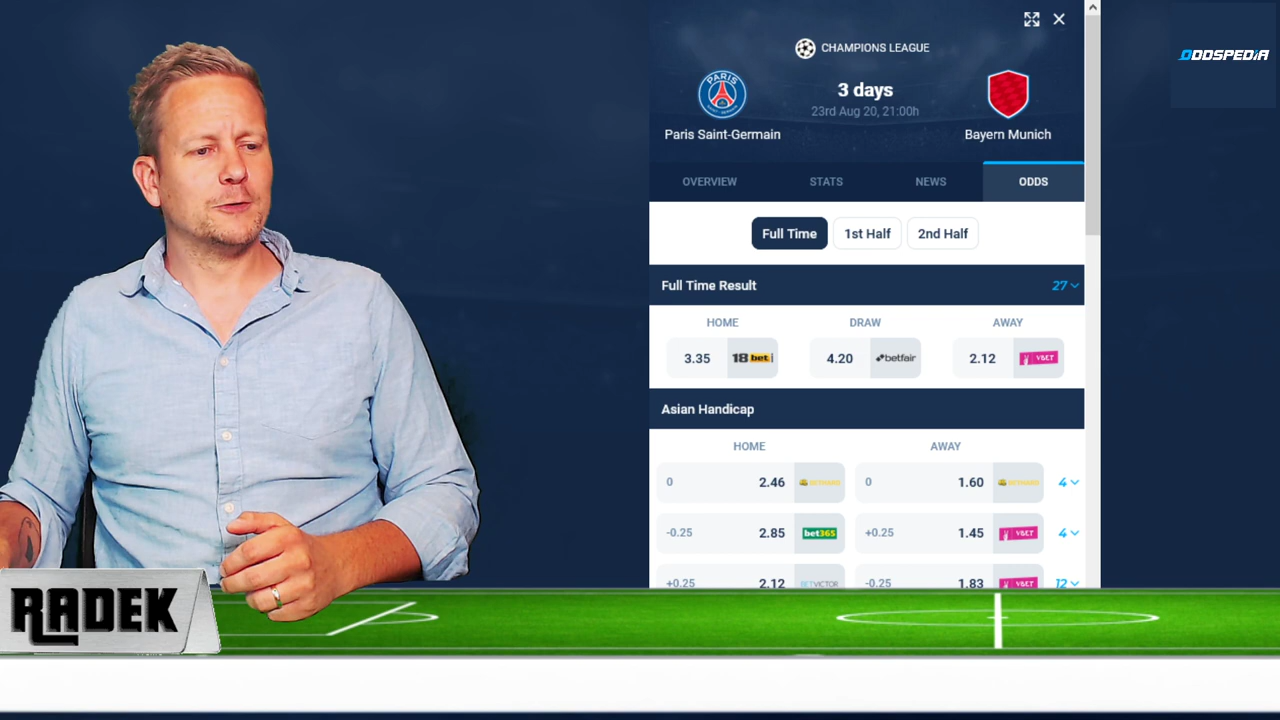 CHAMPIONS LEAGUE
ODDSPEDIA
PARIS
3 days
23rd Aug 20, 21:00h
Paris Saint-Germain
Bayern Munich
OVERVIEW STATS NEWS ODDS
Full Time 1st Half 2nd Half
Full Time Result 27
HOME DRAW AWAY
3.35 18bet 4.20 betfair 2.12 VBET
Asian Handicap
HOME AWAY
0 2.46 0 1.60 4
-0.25 2.85 bet365 +0.25 1.45 VBET 4
+0.25 2.12 BETVICTOR -0.25 1.83 VBET 12
RADEK